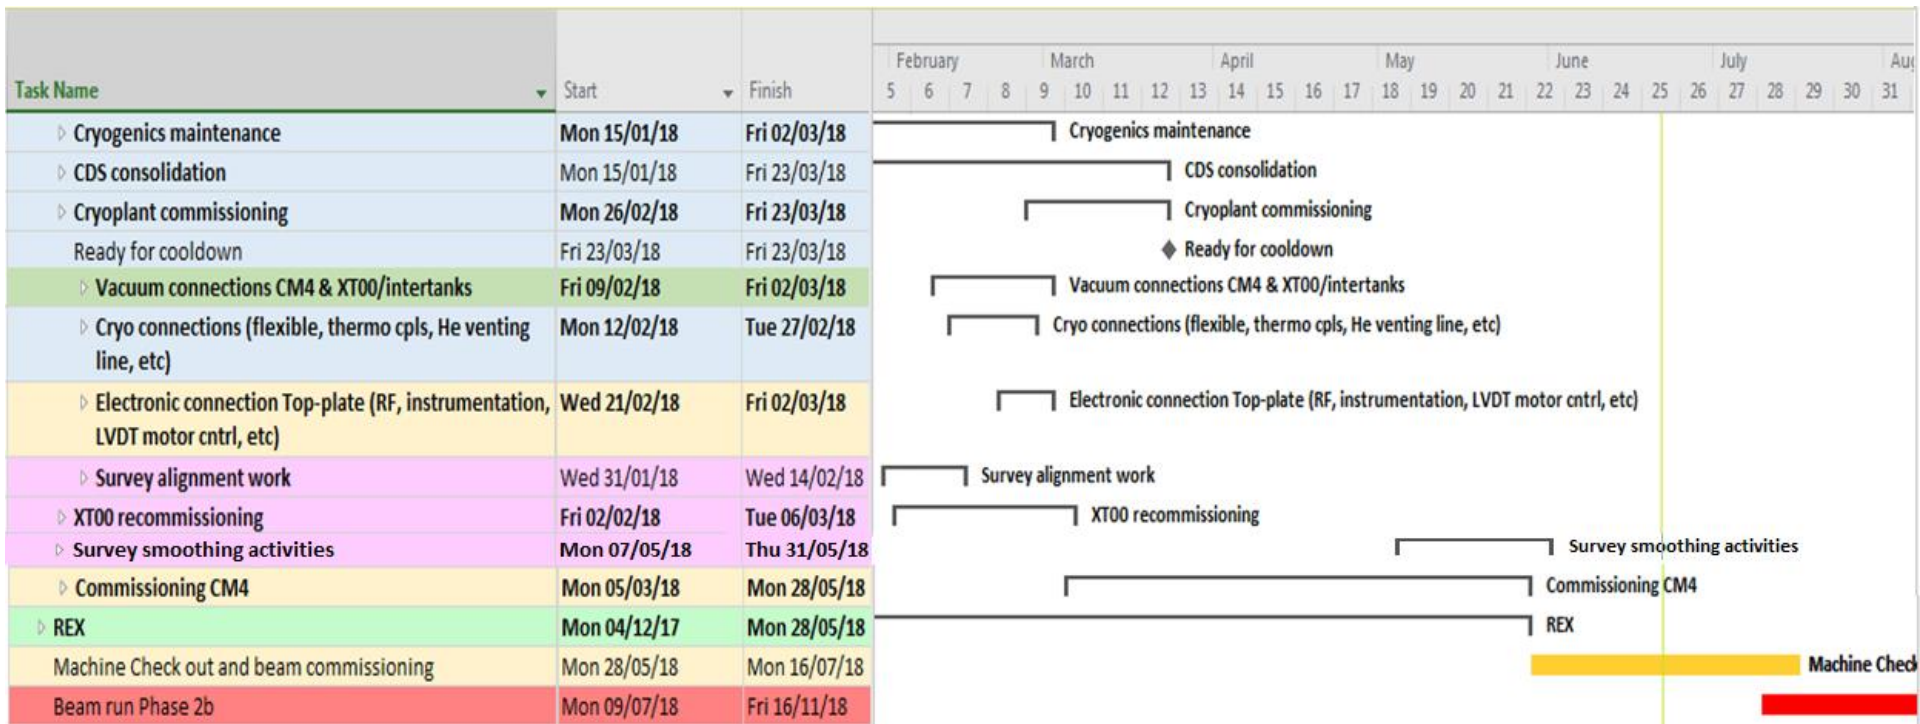 February March April May June July Aug
Task Name Start Finish 5 6 7 8 9 10 11 12 13 14 15 16 17 18 19 20 21 22 23 24 25 26 27 28 29 30 31
Cryogenics maintenance Mon 15/01/18 Fri 02/03/18 Cryogenics maintenance
CDS consolidation Mon 15/01/18 Fri 23/03/18 CDS consolidation
Cryoplant commissioning Mon 26/02/18 Fri 23/03/18 Cryoplant commissioning
Ready for cooldown Fri 23/03/18 Fri 23/03/18 Ready for cooldown
Vacuum connections CM4 & XT00/intertanks Fri 09/02/18 Fri 02/03/18 Vacuum connections CM4 & XT00/intertanks
Cryo connections (flexible, thermo cpls, He venting Mon 12/02/18 Tue 27/02/18 Cryo connections (flexible, thermo cpls, He venting line, etc)
line, etc)
Electronic connection Top-plate (RF, instrumentation, Wed 21/02/18 Fri 02/03/18 Electronic connection Top-plate (RF, instrumentation, LVDT motor cntrl, etc)
LVDT motor cntrl, etc)
Survey alignment work Wed 31/01/18 Wed 14/02/18 Survey alignment work
XT00 recommissioning Fri 02/02/18 Tue 06/03/18 XT00 recommissioning
Survey smoothing activities Mon 07/05/18 Thu 31/05/18 Survey smoothing activities
Commissioning CM4 Mon 05/03/18 Mon 28/05/18 Commissioning CM4
REX Mon 04/12/17 Mon 28/05/18 REX
Machine Check out and beam commissioning Mon 28/05/18 Mon 16/07/18 Machine Check
Beam run Phase 2b Mon 09/07/18 Fri 16/11/18